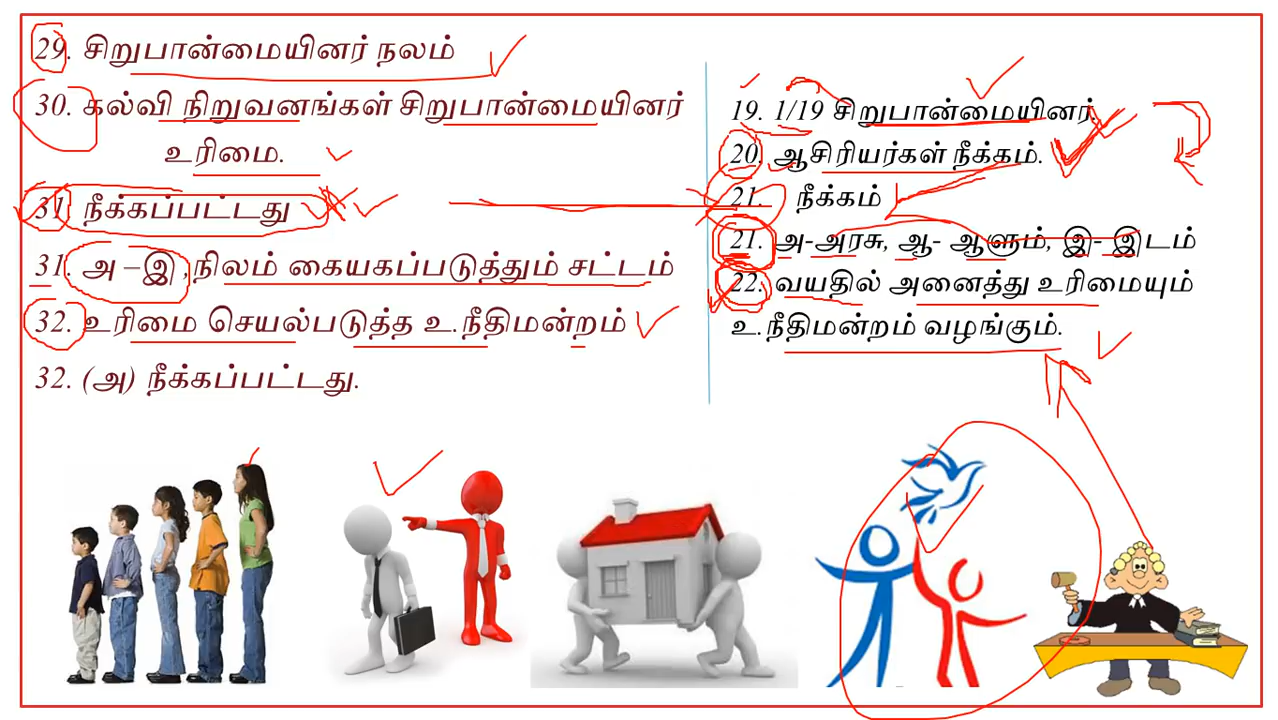 29. சிறுபான்மையினர் நலம்
30. கல்வி நிறுவனங்கள் சிறுபான்மையினர்
உரிமை.
31. நீக்கப்பட்டது
31. அ –இ ,நிலம் கையகப்படுத்தும் சட்டம்
32. உரிமை செயல்படுத்த உ.நீதிமன்றம்
32. (அ) நீக்கப்பட்டது.
19. 1/19 சிறுபான்மையினர்.
20. ஆசிரியர்கள் நீக்கம்.
21. நீக்கம்
21. அ-அரசு, ஆ- ஆளும், இ- இடம்
22. வயதில் அனைத்து உரிமையும்
உ.நீதிமன்றம் வழங்கும்.